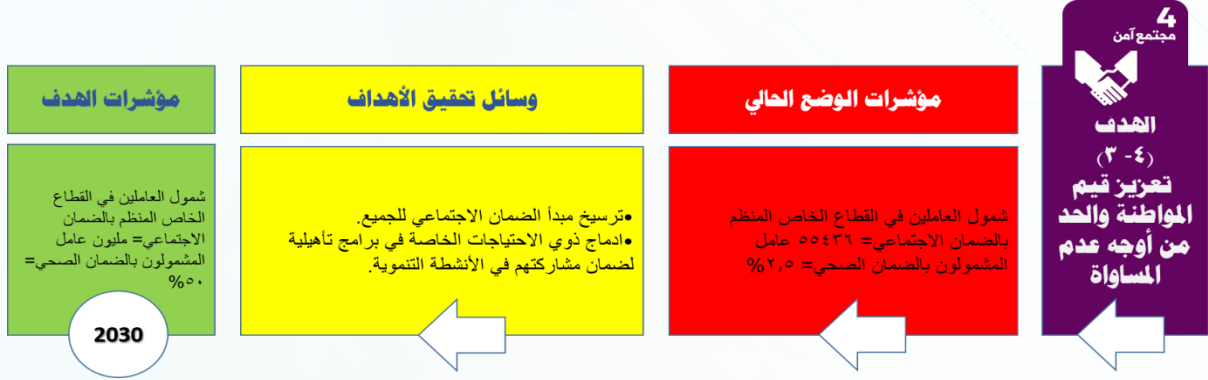 4
مجتمع آمن
الهدف
(٤- ٣)
تعزيز قيم
المواطنة والحد
من أوجه عدم
المساواة
مؤشرات الوضع الحالي
شمول العاملين في القطاع الخاص المنظم
بالضمان الاجتماعي= ٥٥٤٣٦ عامل
المشمولون بالضمان الصحي= ٢,٥%
وسائل تحقيق الأهداف
•ترسيخ مبدأ الضمان الاجتماعي للجميع.
•ادماج ذوي الاحتياجات الخاصة في برامج تأهيلية
لضمان مشاركتهم في الأنشطة التنموية.
مؤشرات الهدف
شمول العاملين في القطاع
الخاص المنظم بالضمان
الاجتماعي= مليون عامل
المشمولون بالضمان الصحي=
٥٠%
2030